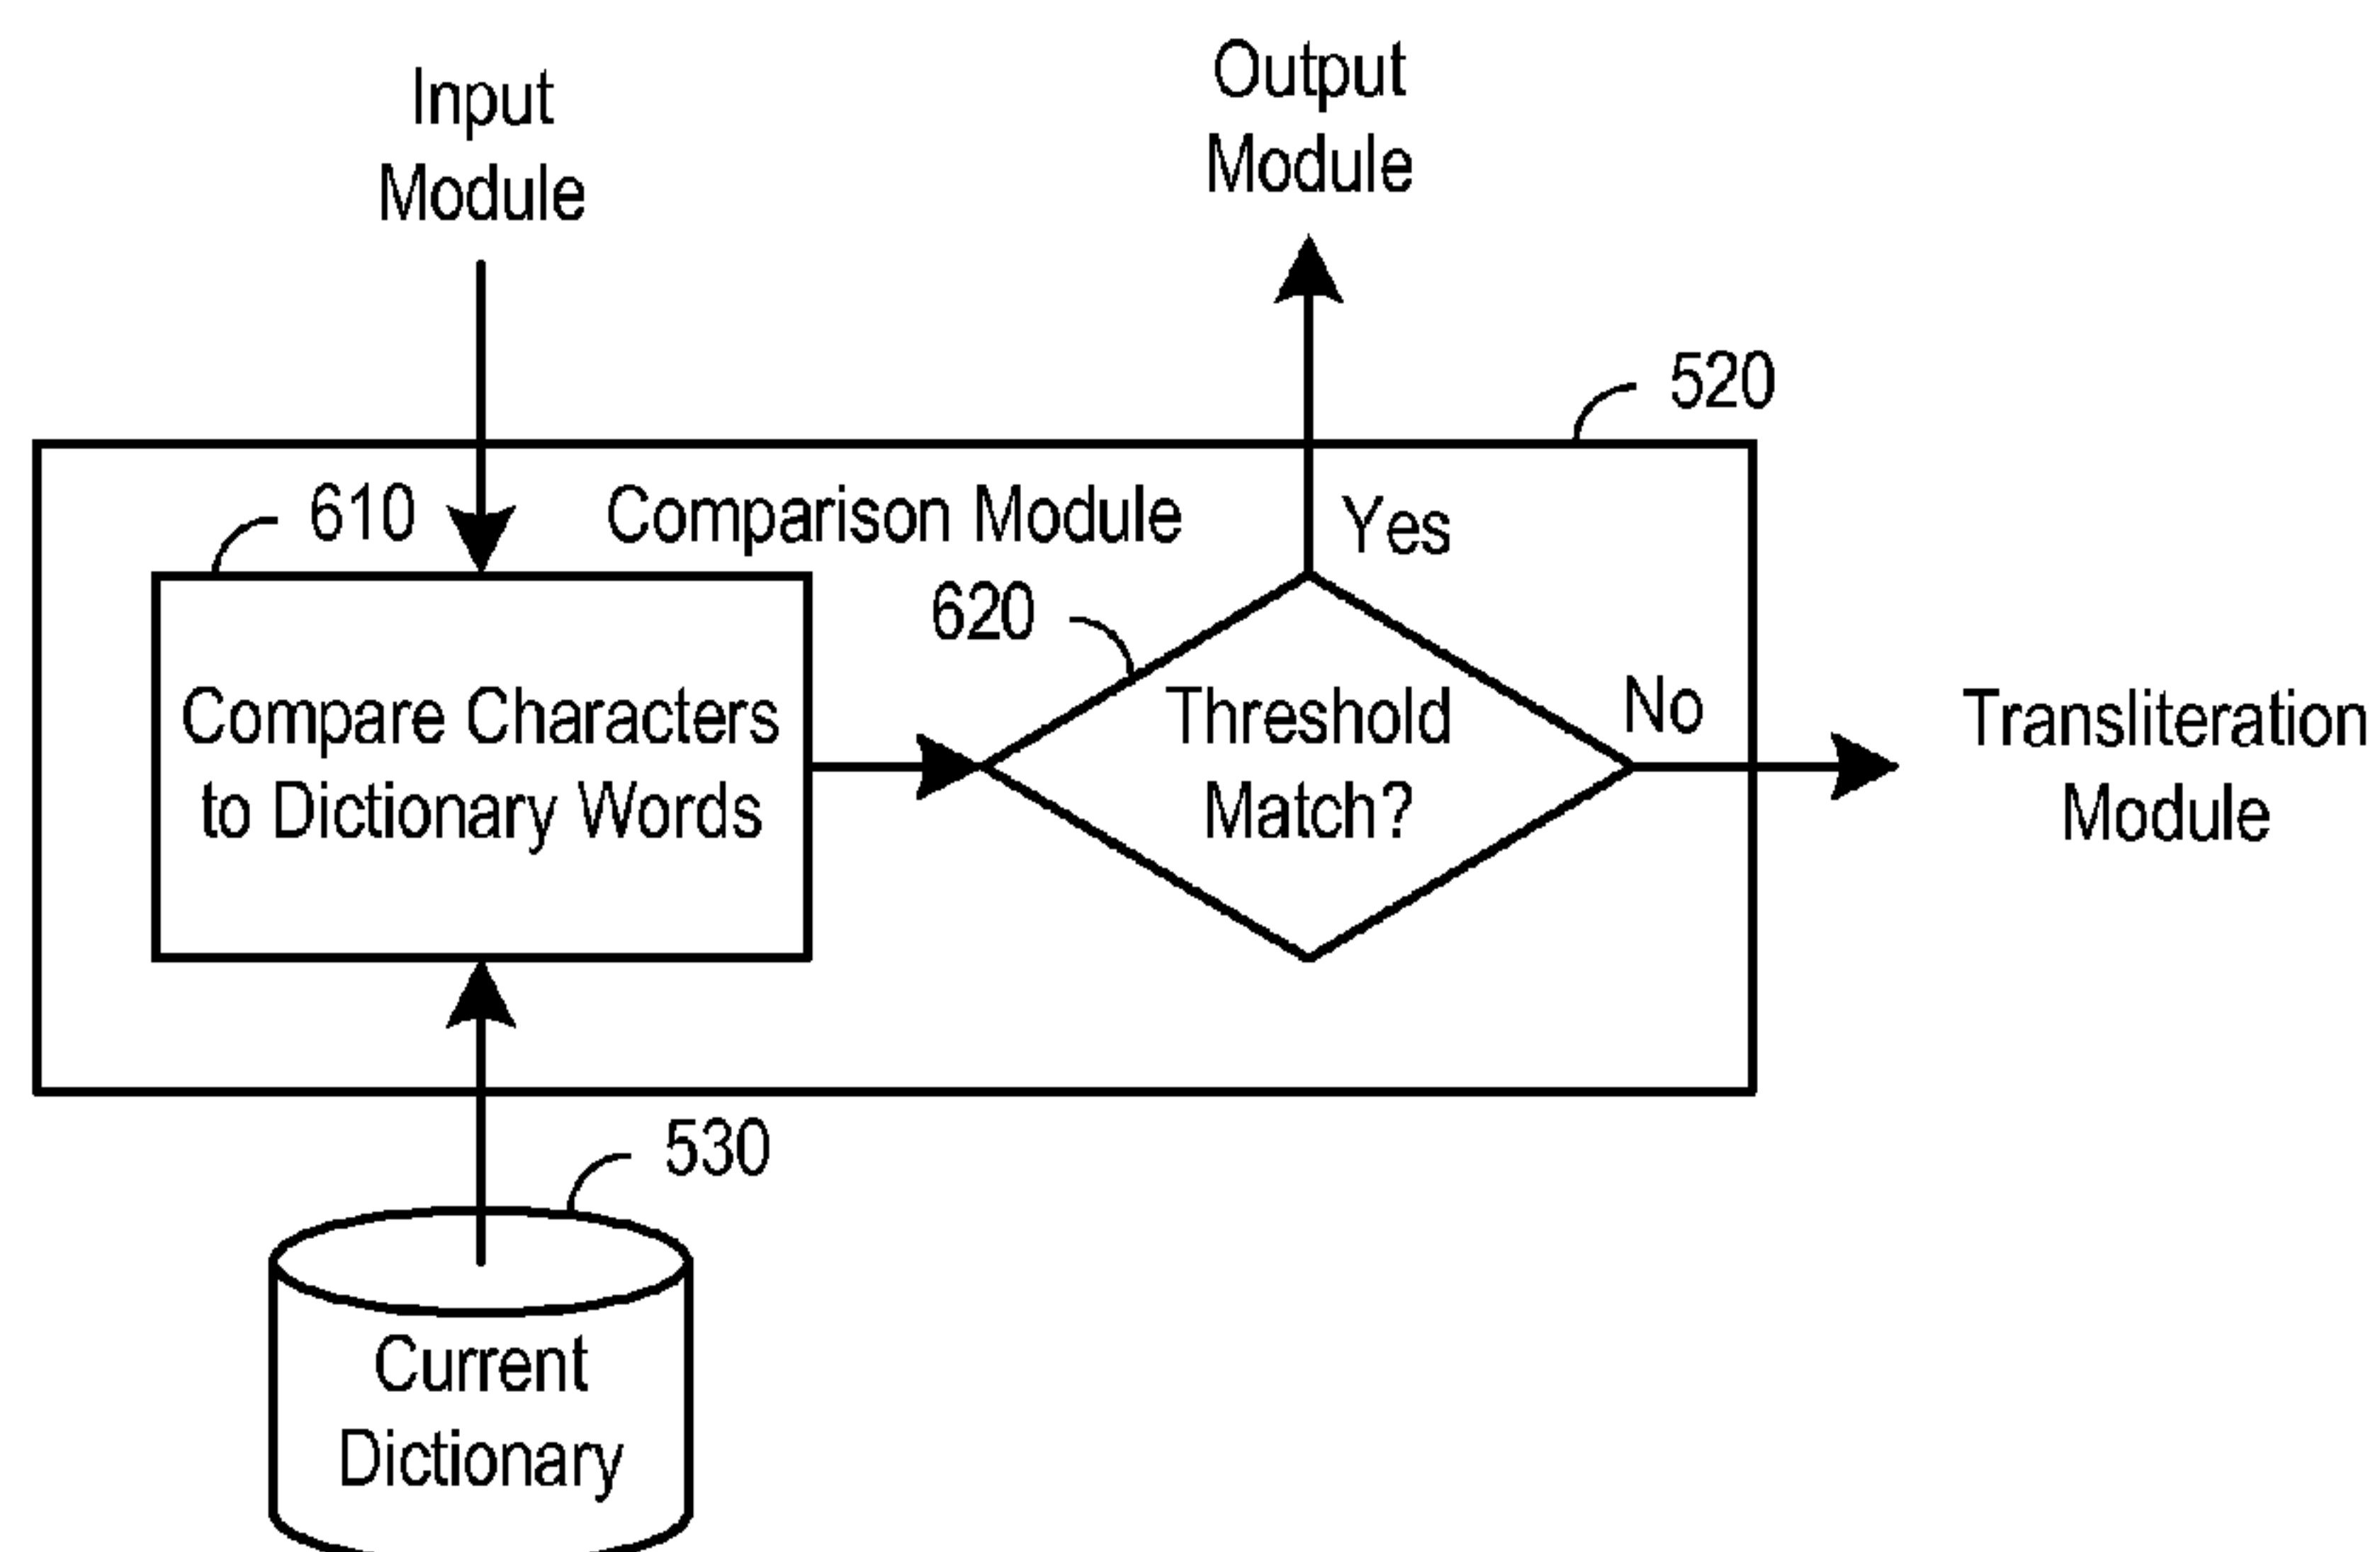 Input
Module
Output
Module
520
610
Comparison Module
Yes
620
Compare Characters
to Dictionary Words
Threshold
Match?
No
Transliteration
Module
530
Current
Dictionary